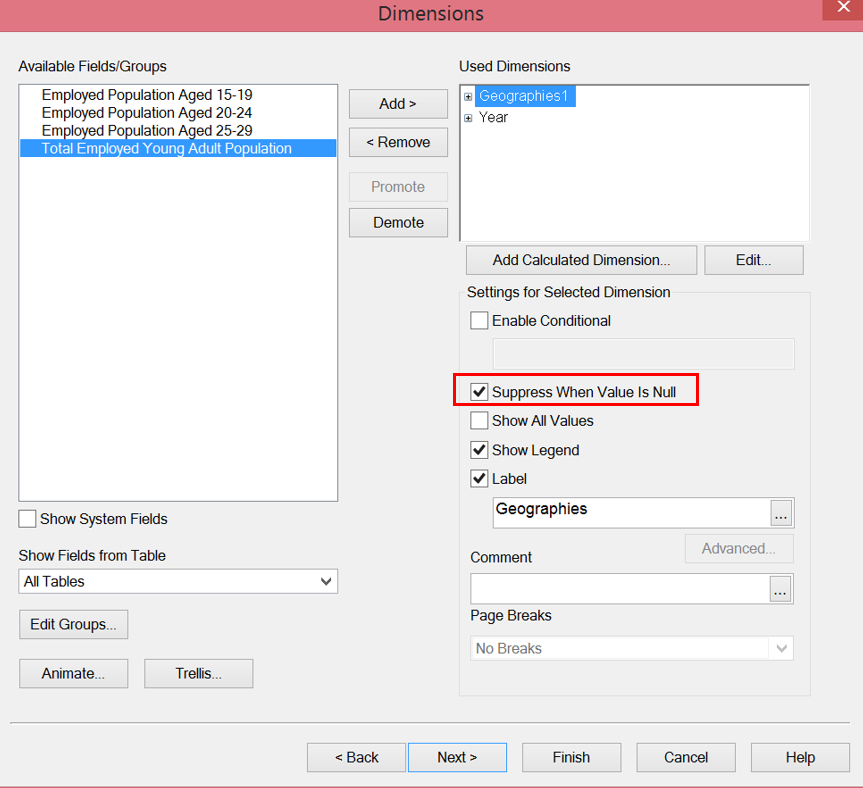 Dimensions
Available Fields/Groups
Employed Population Aged 15-19
Employed Population Aged 20-24
Employed Population Aged 25-29
Total Employed Young Adult Population
Add >
< Remove
Promote
Demote
Used Dimensions
Geographies1
Year
Add Calculated Dimension...
Edit...
Settings for Selected Dimension
Enable Conditional
Suppress When Value Is Null
Show All Values
Show Legend
Label
Geographies
...
Advanced...
Comment
...
Page Breaks
No Breaks
Show System Fields
Show Fields from Table
All Tables
Edit Groups...
Animate...
Trellis...
< Back
Next >
Finish
Cancel
Help